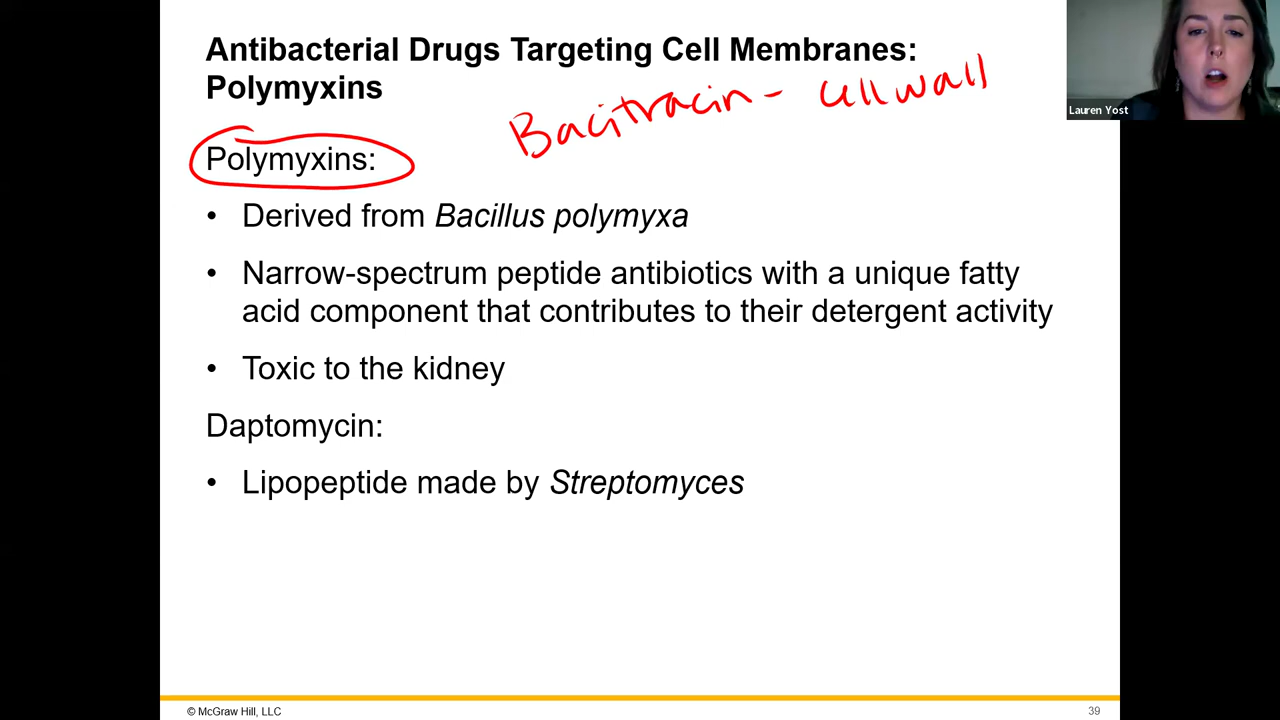 Antibacterial Drugs Targeting Cell Membranes:
Polymyxins
Bacitracin - cell wall
Lauren Yost
Polymyxins:
• Derived from Bacillus polymyxa
• Narrow-spectrum peptide antibiotics with a unique fatty
acid component that contributes to their detergent activity
• Toxic to the kidney
Daptomycin:
• Lipopeptide made by Streptomyces
© McGraw Hill, LLC
39